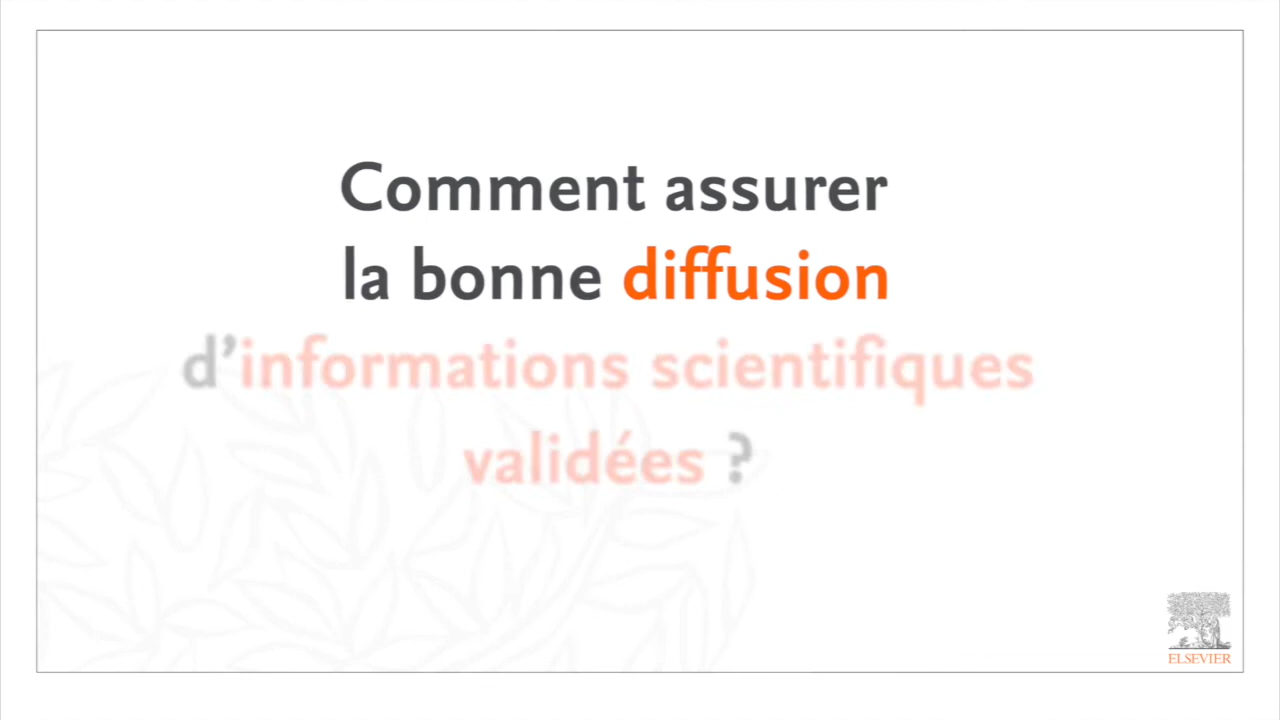 Comment assurer
la bonne diffusion
d’informations scientifiques
validées ?
ELSEVIER